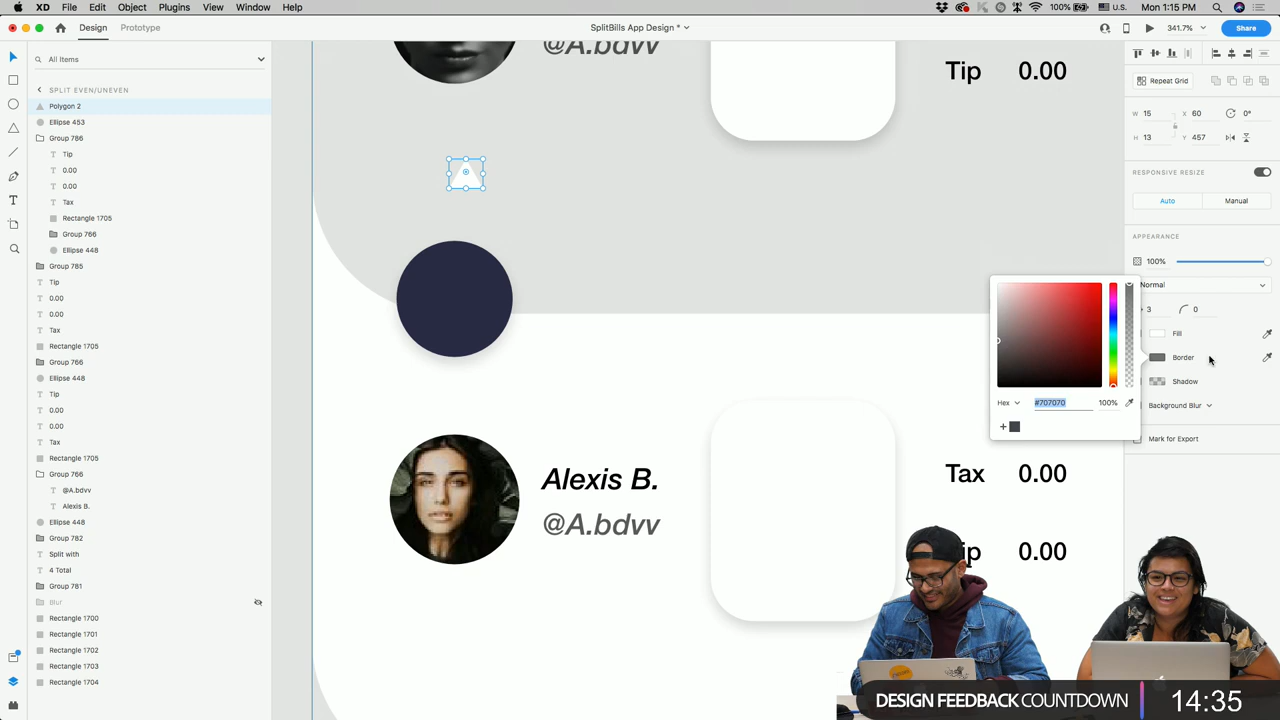 XD File Edit Object Plugins View Window Help
100% U.S. Mon 1:15 PM
Design Prototype
SplitBills App Design *
341.7%
Share
All Items
SPLIT EVEN/UNEVEN
Polygon 2
Ellipse 453
Group 786
Tip
0.00
0.00
Tax
Rectangle 1705
Group 766
Ellipse 448
Group 785
Tip
0.00
0.00
Tax
Rectangle 1705
Group 766
Ellipse 448
Tip
0.00
0.00
Tax
Rectangle 1705
Group 766
@A.bdvv
Alexis B.
Ellipse 448
Group 782
Split with
4 Total
Group 781
Blur
Rectangle 1700
Rectangle 1701
Rectangle 1702
Rectangle 1703
Rectangle 1704
@A.bdvv
Tip 0.00
Alexis B.
@A.bdvv
Tax 0.00
ip 0.00
Repeat Grid
W 15 X 60 0°
H 13 Y 457
RESPONSIVE RESIZE
Auto Manual
APPEARANCE
100%
Normal
3 0
Fill
Border
Shadow
Background Blur
Mark for Export
Hex #707070 100%
DESIGN FEEDBACK COUNTDOWN 14:35